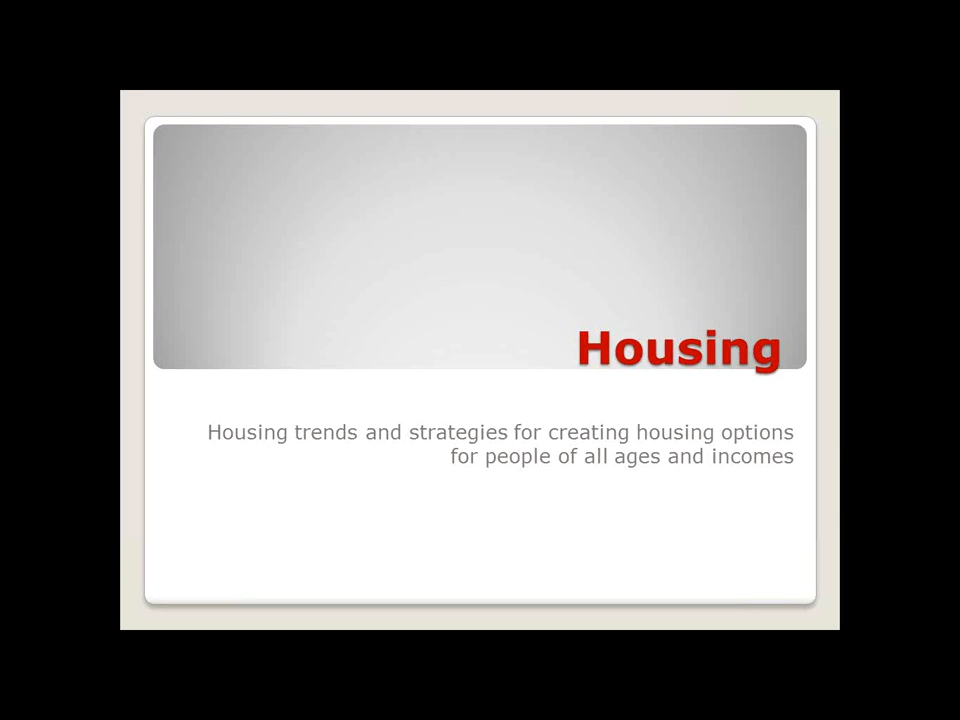 Housing
Housing trends and strategies for creating housing options
for people of all ages and incomes